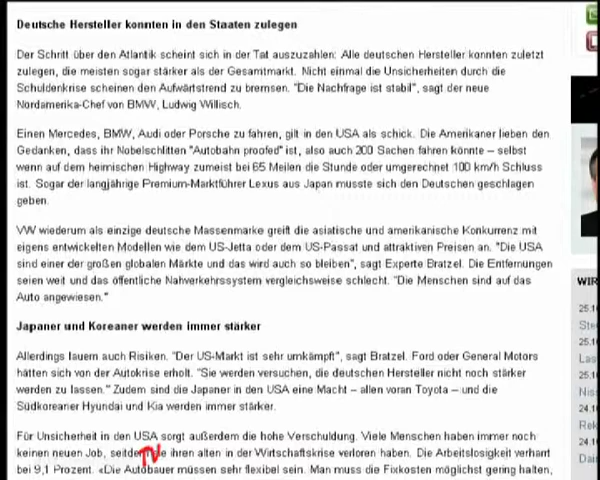 Deutsche Hersteller konnten in den Staaten zulegen
Der Schritt über den Atlantik scheint sich in der Tat auszuzahlen: Alle deutschen Hersteller konnten zuletzt
zulegen, die meisten sogar stärker als der Gesamtmarkt. Nicht einmal die Unsicherheiten durch die
Schuldenkrise scheinen den Aufwärtstrend zu bremsen. "Die Nachfrage ist stabil", sagt der neue
Nordamerika-Chef von BMW, Ludwig Willisch.
Einen Mercedes, BMW, Audi oder Porsche zu fahren, gilt in den USA als schick. Die Amerikaner lieben den
Gedanken, dass ihr Nobelschlitten "Autobahn proofed" ist, also auch 200 Sachen fahren könnte – selbst
wenn auf dem heimischen Highway zumeist bei 65 Meilen die Stunde oder umgerechnet 100 km/h Schluss
ist. Sogar der langjährige Premium-Marktführer Lexus aus Japan musste sich den Deutschen geschlagen
geben.
VW wiederum als einzige deutsche Massenmarke greift die asiatische und amerikanische Konkurrenz mit
eigens entwickelten Modellen wie dem US-Jetta oder dem US-Passat und attraktiven Preisen an. "Die USA
sind einer der großen globalen Märkte und das wird auch so bleiben", sagt Experte Bratzel. Die Entfernungen
seien weit und das öffentliche Nahverkehrssystem vergleichsweise schlecht. "Die Menschen sind auf das
Auto angewiesen."
Japaner und Koreaner werden immer stärker
Allerdings lauern auch Risiken. "Der US-Markt ist sehr umkämpft", sagt Bratzel. Ford oder General Motors
hätten sich von der Autokrise erholt. "Sie werden versuchen, die deutschen Hersteller nicht noch stärker
werden zu lassen." Zudem sind die Japaner in den USA eine Macht – allen voran Toyota – und die
Südkoreaner Hyundai und Kia werden immer stärker.
Für Unsicherheit in den USA sorgt außerdem die hohe Verschuldung. Viele Menschen haben immer noch
keinen neuen Job, ihren alten in der Wirtschaftskrise verloren haben. Die Arbeitslosigkeit verharrt
bei 9,1 Prozent. «Die Autobauer müssen sehr flexibel sein. Man muss die Fixkosten möglichst gering halten,
TV
WIR
25.1
25.1
25.1
24.1
24.1